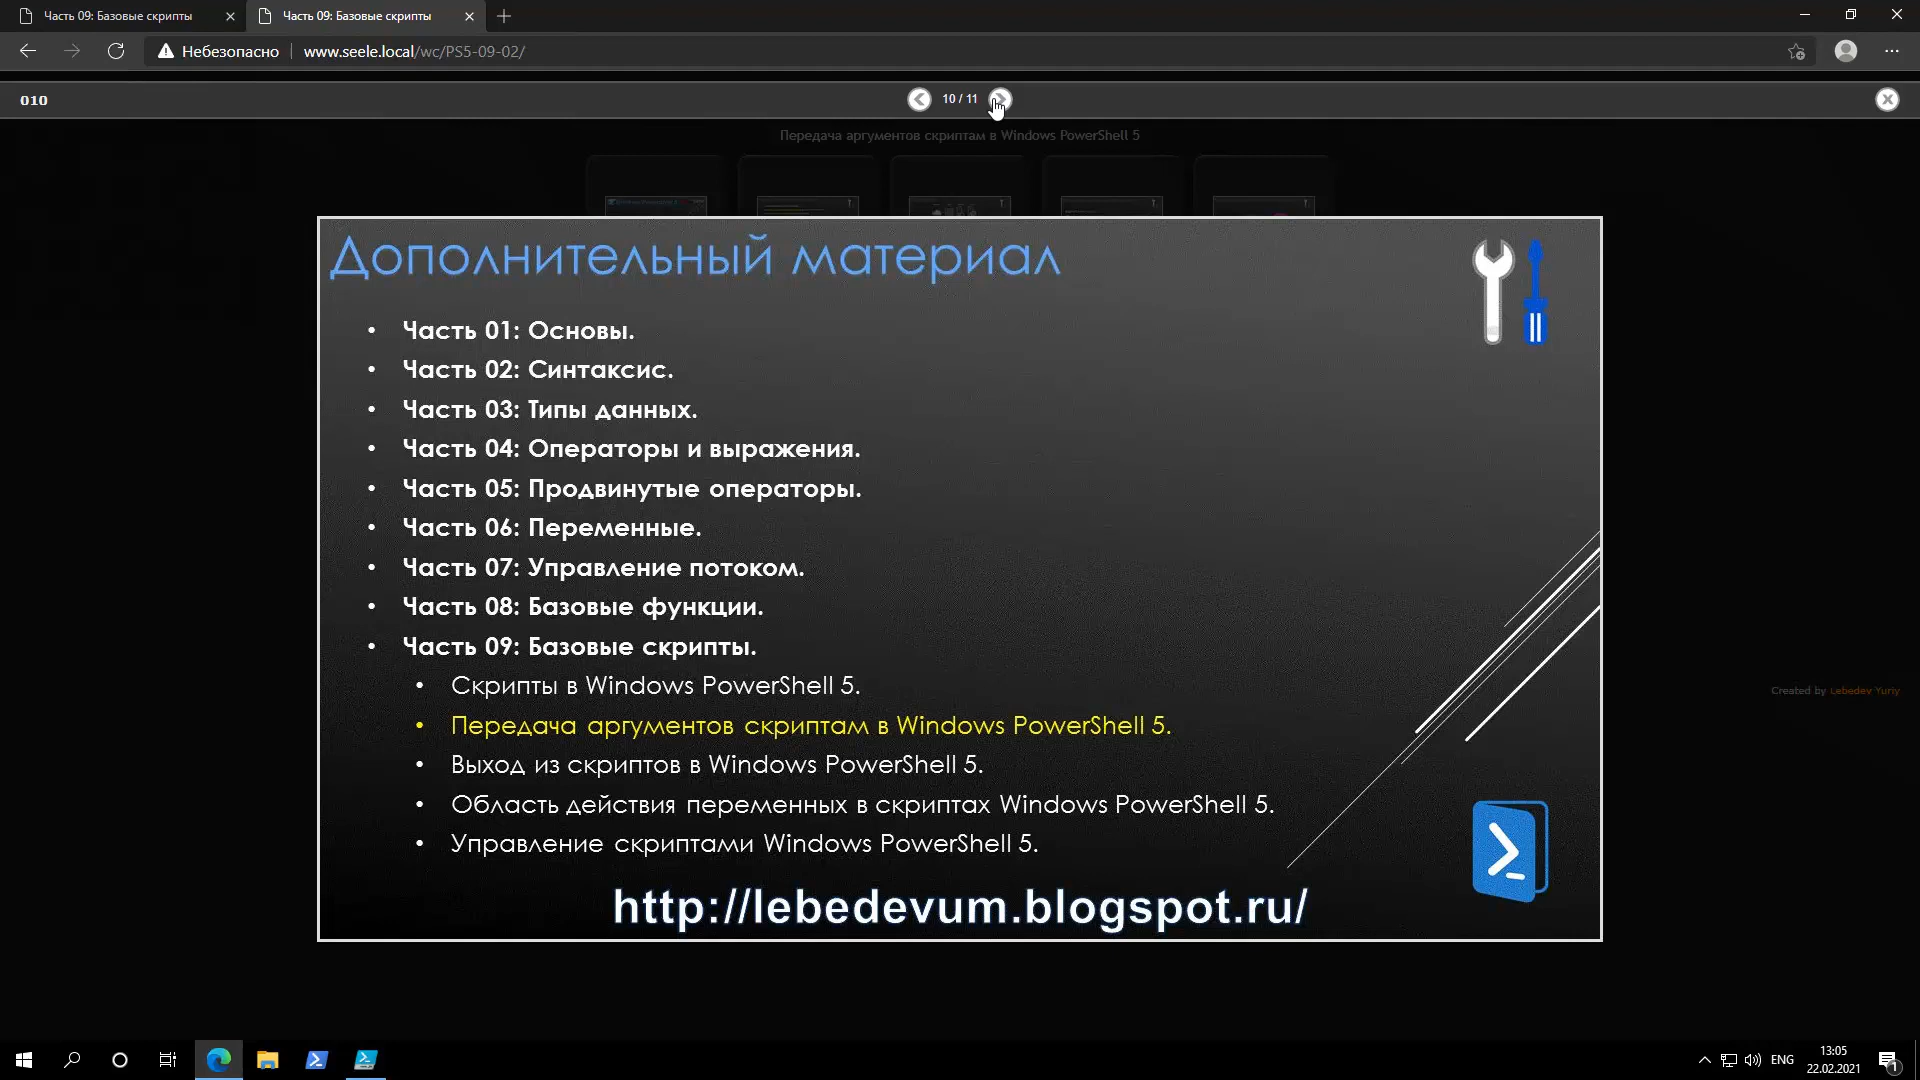 Часть 09: Базовые скрипты
Часть 09: Базовые скрипты
Небезопасно
www.seele.local/wc/PS5-09-02/
010
10 / 11
Передача аргументов скриптам в Windows PowerShell 5
Дополнительный материал
• Часть 01: Основы.
• Часть 02: Синтаксис.
• Часть 03: Типы данных.
• Часть 04: Операторы и выражения.
• Часть 05: Продвинутые операторы.
• Часть 06: Переменные.
• Часть 07: Управление потоком.
• Часть 08: Базовые функции.
• Часть 09: Базовые скрипты.
• Скрипты в Windows PowerShell 5.
• Передача аргументов скриптам в Windows PowerShell 5.
• Выход из скриптов в Windows PowerShell 5.
• Область действия переменных в скриптах Windows PowerShell 5.
• Управление скриптами Windows PowerShell 5.
http://lebedevum.blogspot.ru/
Created by Lebedev Yuriy
ENG
13:05
22.02.2021
1